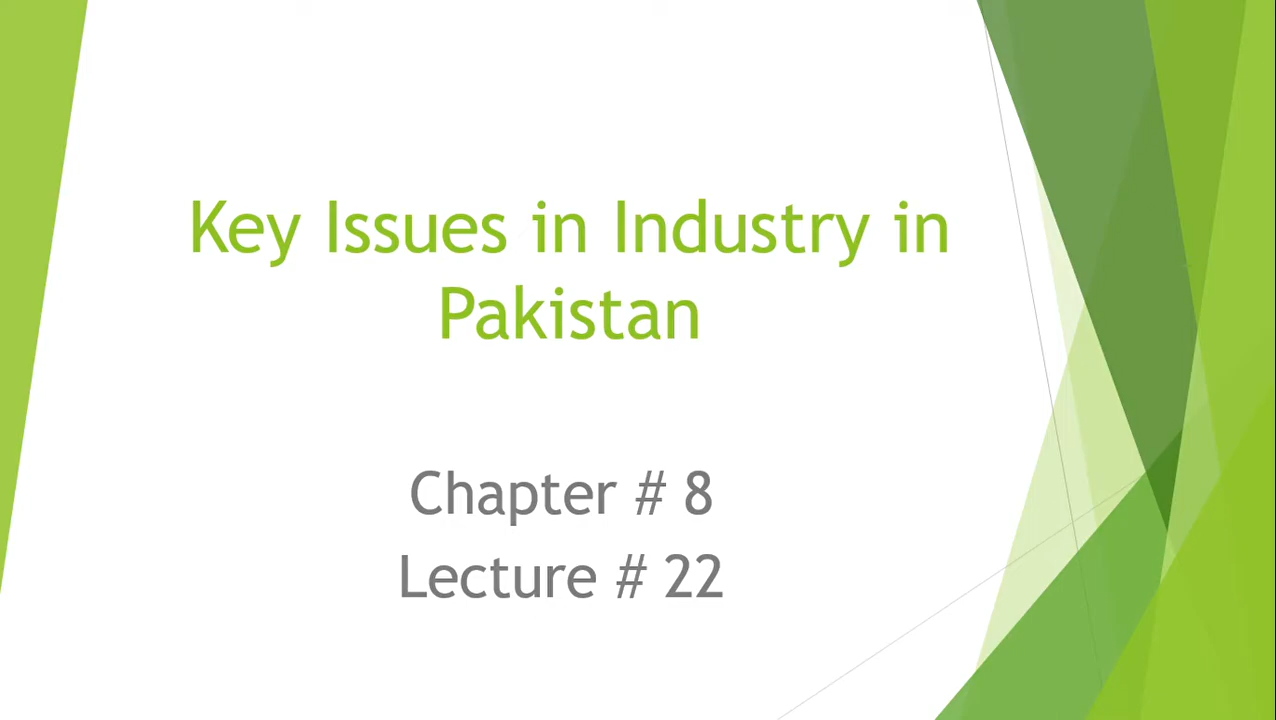 Key Issues in Industry in
Pakistan
Chapter # 8
Lecture # 22